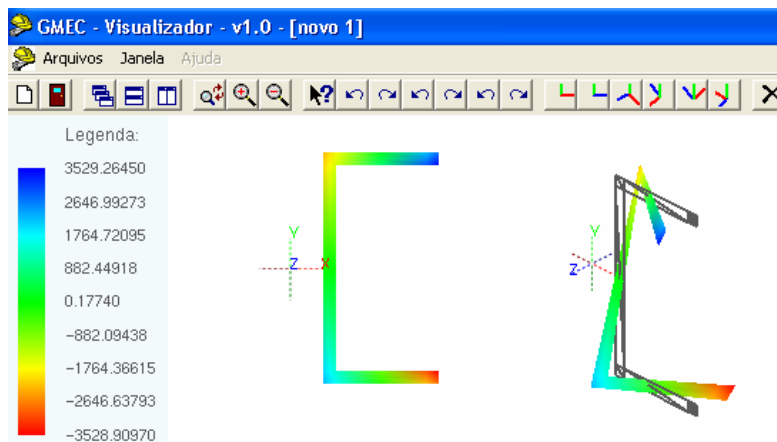 GMEC - Visualizador - v1.0 - [novo 1]
Arquivos Janela Ajuda
Legenda:
3529.26450
2646.99273
1764.72095
882.44918
0.17740
-882.09438
-1764.36615
-2646.63793
-3528.90970
Y
Z X
Y
Z